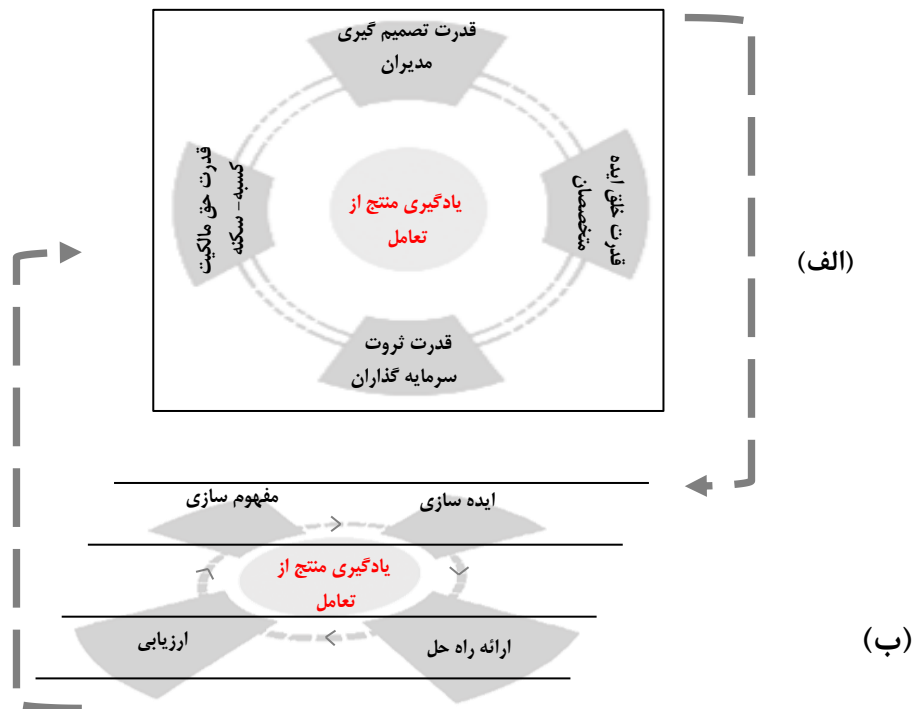 قدرت تصمیم گیری
مدیران
قدرت خلق ایده
متخصصان
یادگیری منتج از
تعامل
قدرت حق مالکیت
کسبه- سکنه
قدرت ثروت
سرمایه گذاران
(الف)
ایده سازی
مفهوم سازی
یادگیری منتج از
تعامل
ارائه راه حل
ارزیابی
(ب)